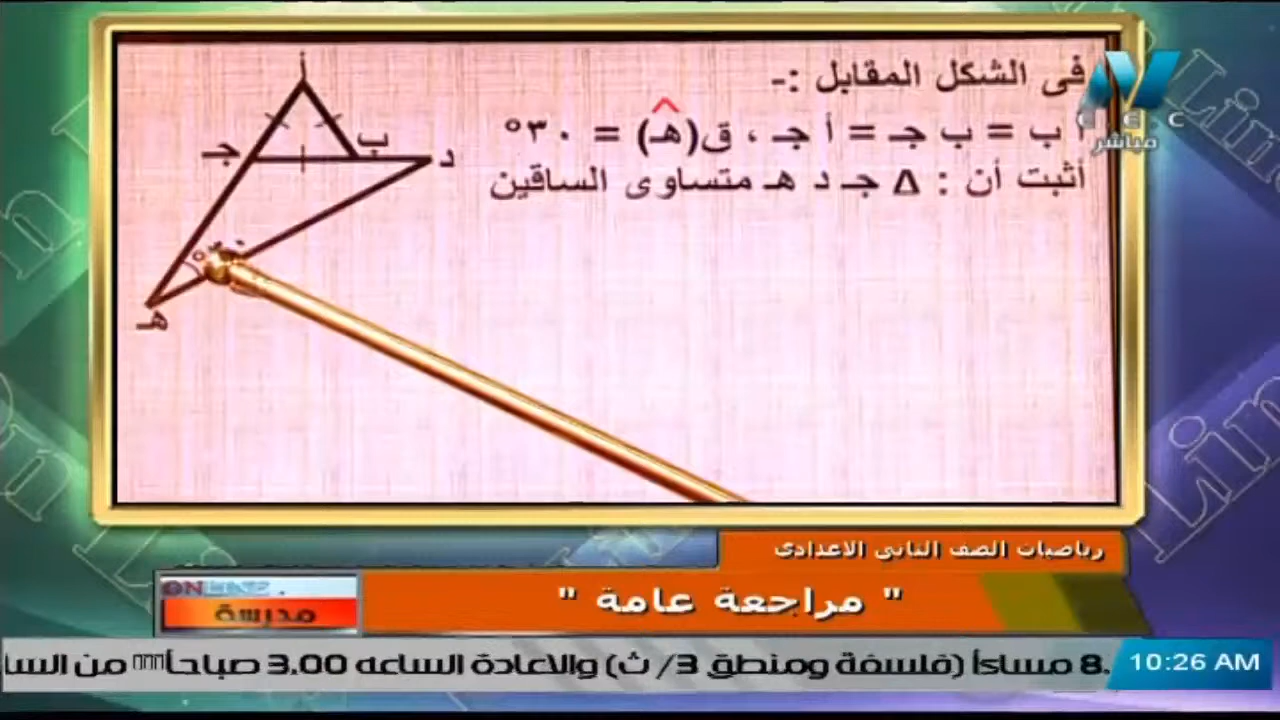 فى الشكل المقابل :-
أ ب = ب جـ = أ جـ ، ق(هـ) = ٣٠°
أثبت أن : Δ جـ د هـ متساوى الساقين
أ
ب
جـ
د
هـ
مباشر
رياضيات الصف الثانى الاعدادى
" مراجعة عامة "
ONLINE
مدرسة
8. مساءاً (فلسفة ومنطق 3/ ث) والاعادة الساعه 3.00 صباحاً من السا
10:26 AM
Lin